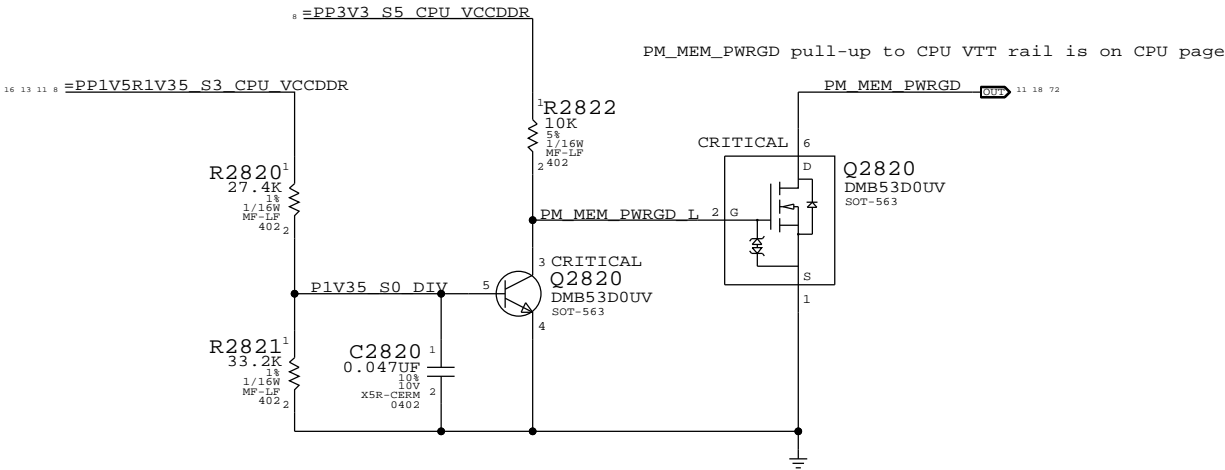 8 =PP3V3_S5_CPU_VCCDDR
PM_MEM_PWRGD pull-up to CPU VTT rail is on CPU page
16 13 11 8 =PP1V5R1V35_S3_CPU_VCCDDR
PM_MEM_PWRGD
OUT
11 18 72
1
R2822
10K
5%
1/16W
MF-LF
402
2
CRITICAL
6
D
Q2820
DMB53D0UV
SOT-563
R2820
1
27.4K
1%
1/16W
MF-LF
402
2
PM_MEM_PWRGD_L
2
G
3
CRITICAL
Q2820
DMB53D0UV
SOT-563
P1V35_S0_DIV
5
4
S
1
R2821
1
33.2K
1%
1/16W
MF-LF
402
2
C2820
1
0.047UF
10%
10V
X5R-CERM
0402
2